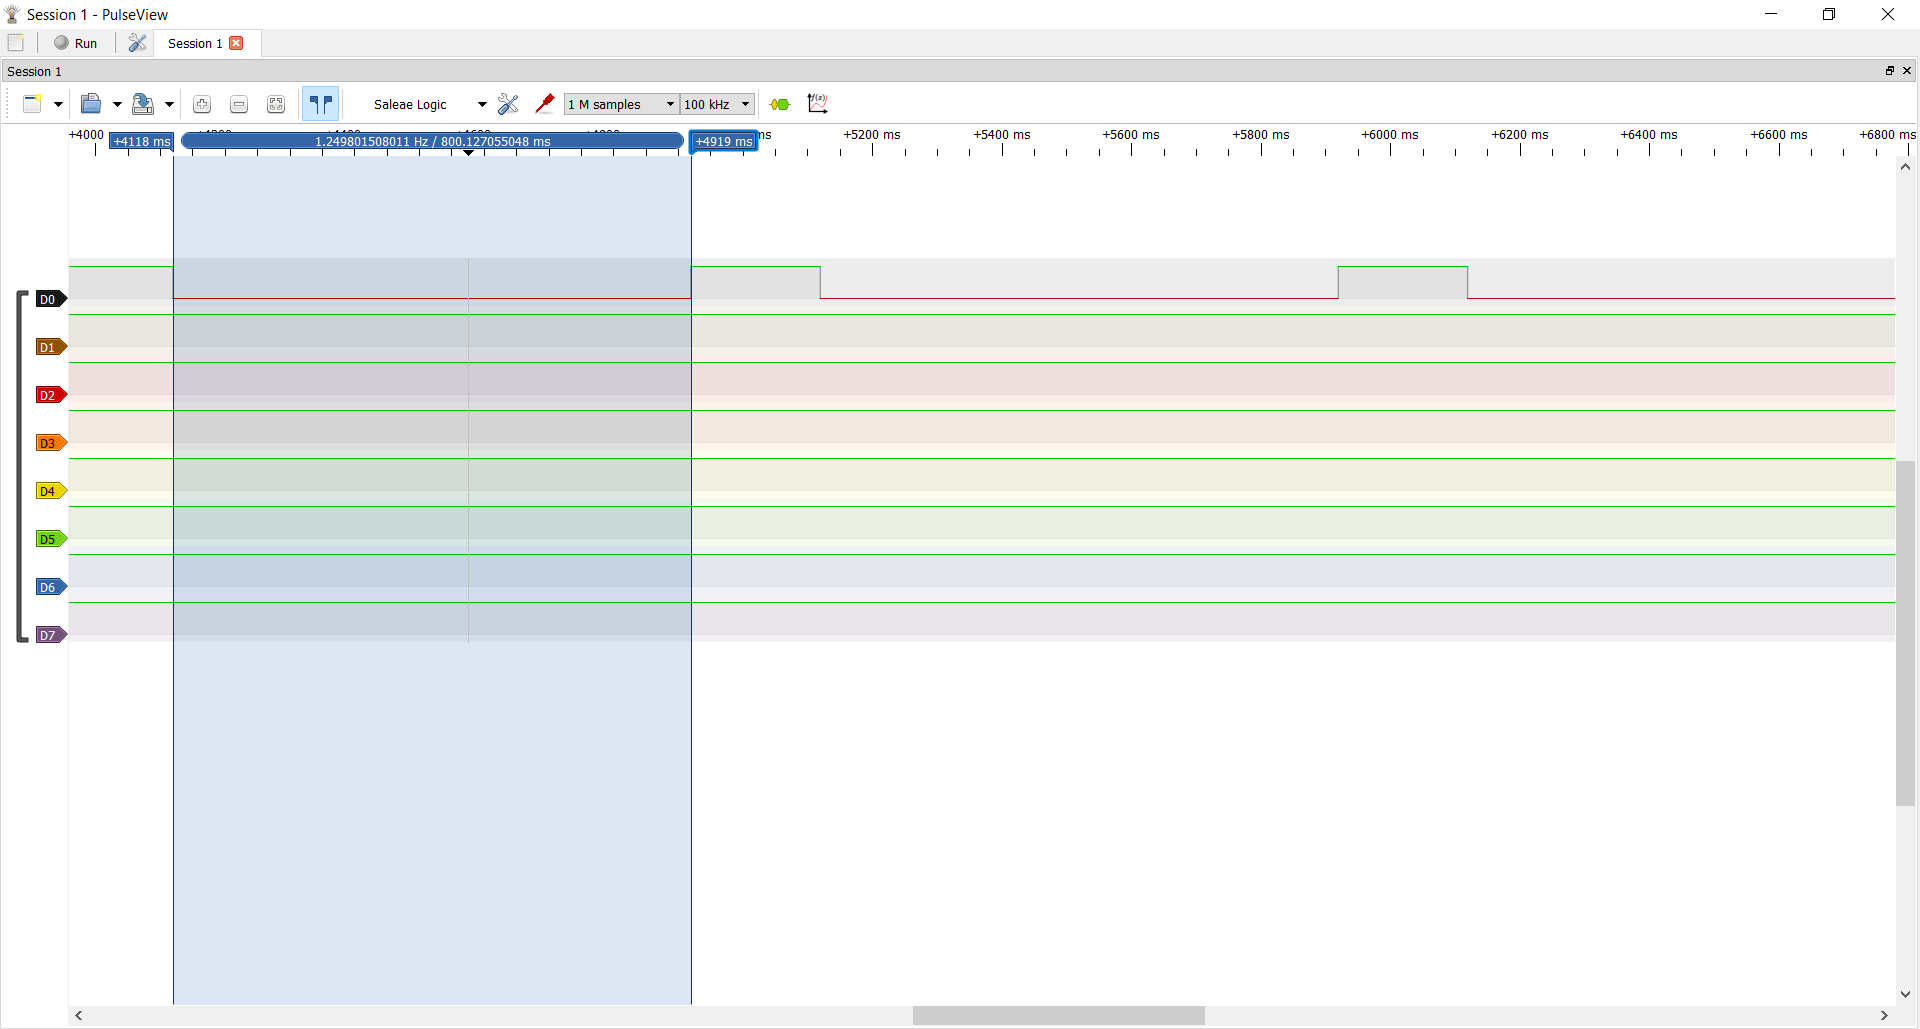 Session 1 - PulseView
Run
Session 1
Session 1
Saleae Logic
1 M samples
100 kHz
f(x)
+4000
+5200 ms
+5400 ms
+5600 ms
+5800 ms
+6000 ms
+6200 ms
+6400 ms
+6600 ms
+6800 ms
+4118 ms
1.249801508011 Hz / 800.127055048 ms
+4919 ms
ms
D0
D1
D2
D3
D4
D5
D6
D7